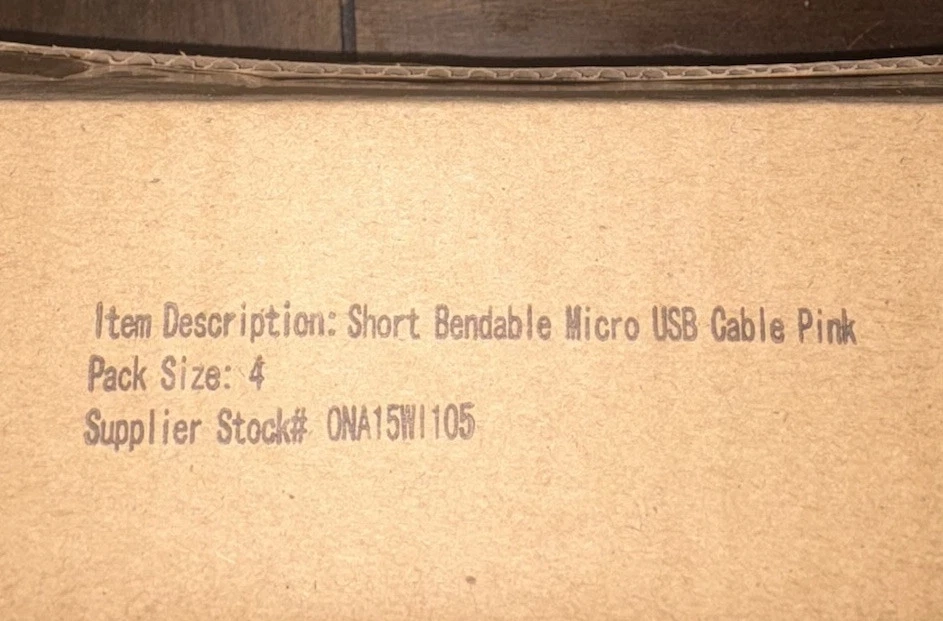 Item Description: Short Bendable Micro USB Cable Pink
Pack Size: 4
Supplier Stock# ONA15WI105